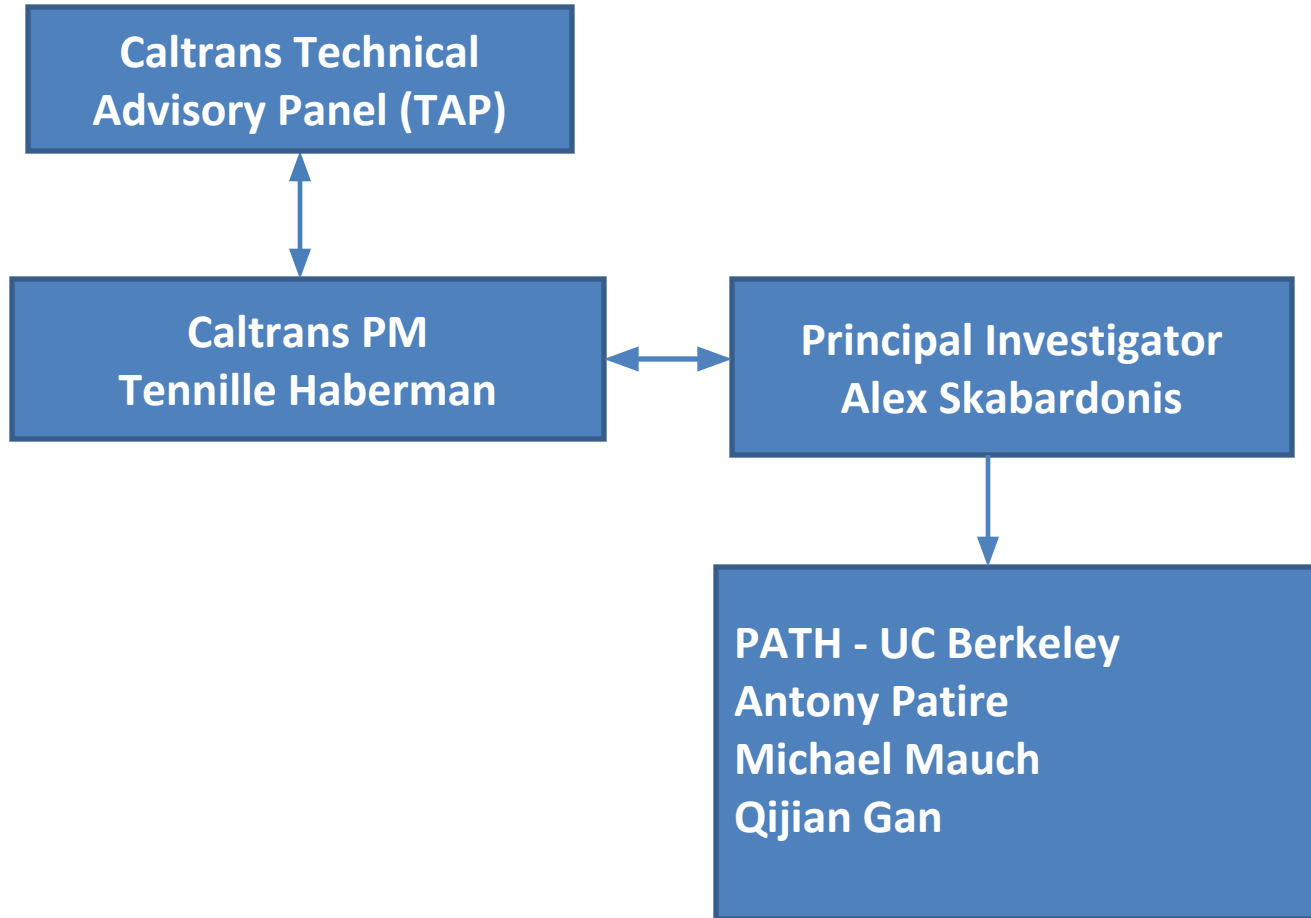 Caltrans Technical
Advisory Panel (TAP)
Caltrans PM
Tennille Haberman
Principal Investigator
Alex Skabardonis
PATH - UC Berkeley
Antony Patire
Michael Mauch
Qijian Gan